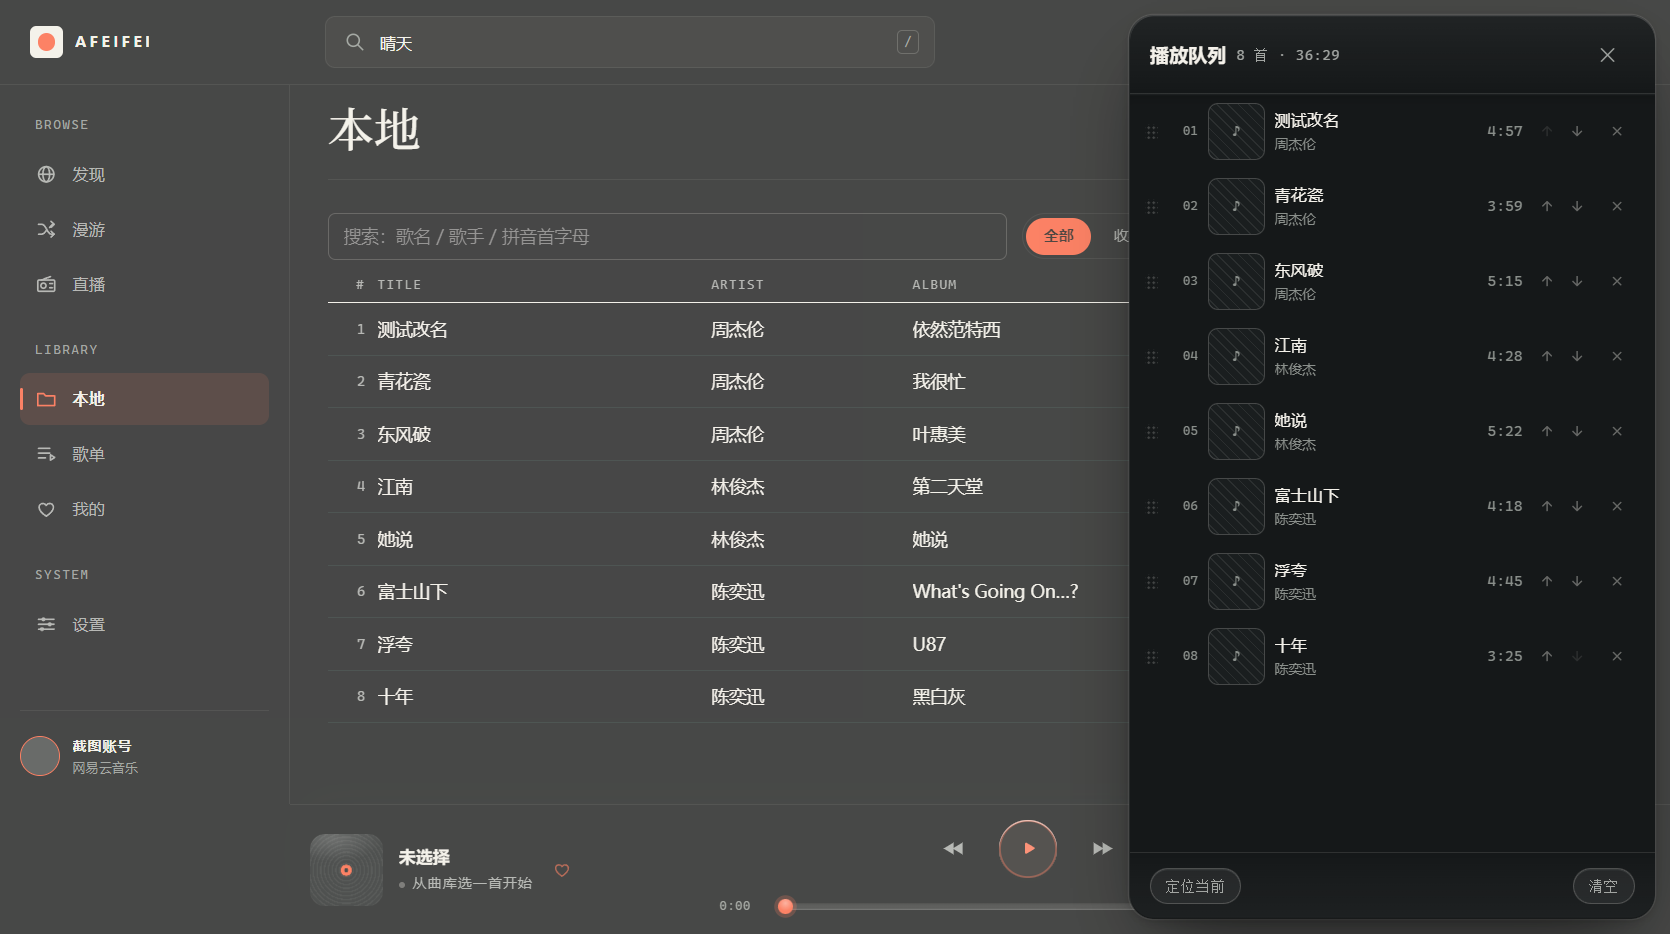 AFEIFEI
晴天
/
BROWSE
发现
漫游
直播
LIBRARY
本地
歌单
我的
SYSTEM
设置
截图账号
网易云音乐
本地
搜索：歌名 / 歌手 / 拼音首字母
全部
收
# TITLE ARTIST ALBUM
1 测试改名 周杰伦 依然范特西
2 青花瓷 周杰伦 我很忙
3 东风破 周杰伦 叶惠美
4 江南 林俊杰 第二天堂
5 她说 林俊杰 她说
6 富士山下 陈奕迅 What's Going On...?
7 浮夸 陈奕迅 U87
8 十年 陈奕迅 黑白灰
未选择
从曲库选一首开始
0:00
播放队列 8 首 · 36:29
01 测试改名 4:57
周杰伦
02 青花瓷 3:59
周杰伦
03 东风破 5:15
周杰伦
04 江南 4:28
林俊杰
05 她说 5:22
林俊杰
06 富士山下 4:18
陈奕迅
07 浮夸 4:45
陈奕迅
08 十年 3:25
陈奕迅
定位当前
清空